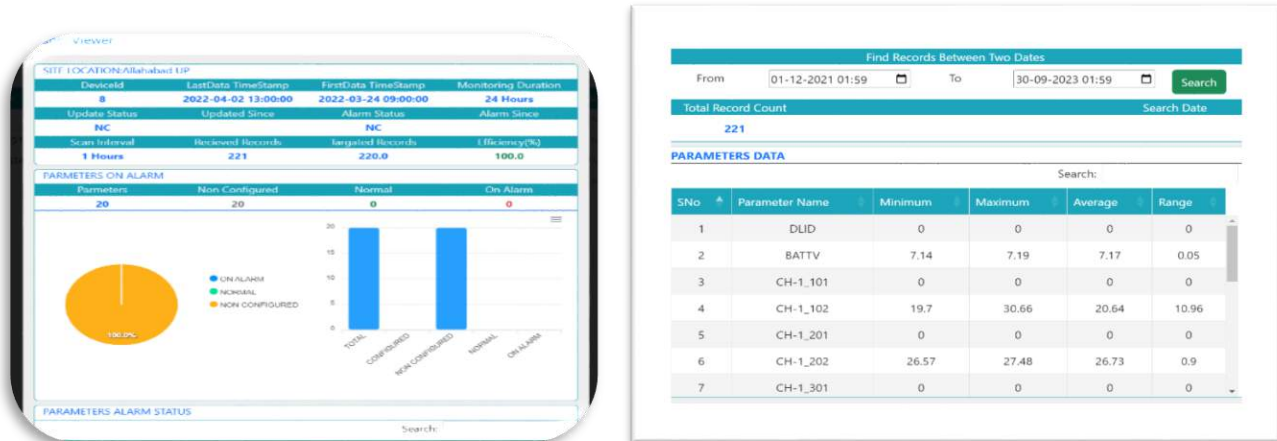 Viewer
SITE LOCATION:Allahabad UP
DeviceId LastData TimeStamp FirstData TimeStamp Monitoring Duration
8 2022-04-02 13:00:00 2022-03-24 09:00:00 24 Hours
Update Status Updated Since Alarm Status Alarm Since
NC NC
Scan Interval Recieved Records Targated Records Efficiency(%)
1 Hours 221 220.0 100.0
PARMETERS ON ALARM
Parmeters Non Configured Normal On Alarm
20 20 0 0
20
15
10
5
0
ON ALARM
NORMAL
NON CONFIGURED
100.0%
TOTAL CONFIGURED NON CONFIGURED NORMAL ON ALARM
PARAMETERS ALARM STATUS
Search:
Find Records Between Two Dates
From 01-12-2021 01:59 To 30-09-2023 01:59 Search
Total Record Count Search Date
221
PARAMETERS DATA
Search:
SNo Parameter Name Minimum Maximum Average Range
1 DLID 0 0 0 0
2 BATTV 7.14 7.19 7.17 0.05
3 CH-1_101 0 0 0 0
4 CH-1_102 19.7 30.66 20.64 10.96
5 CH-1_201 0 0 0 0
6 CH-1_202 26.57 27.48 26.73 0.9
7 CH-1_301 0 0 0 0